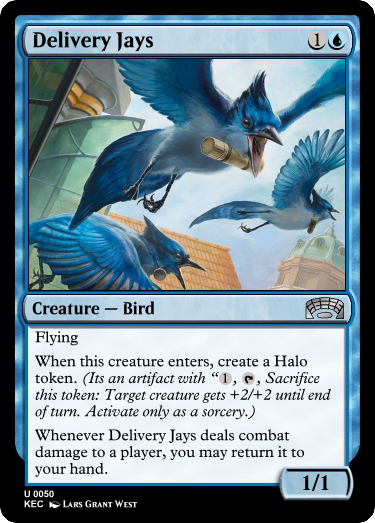 Delivery Jays 1
Creature — Bird
Flying
When this creature enters, create a Halo
token. (Its an artifact with “1, , Sacrifice
this token: Target creature gets +2/+2 until end
of turn. Activate only as a sorcery.)
Whenever Delivery Jays deals combat
damage to a player, you may return it to
your hand.
1/1
U 0050
KEC Lars Grant West